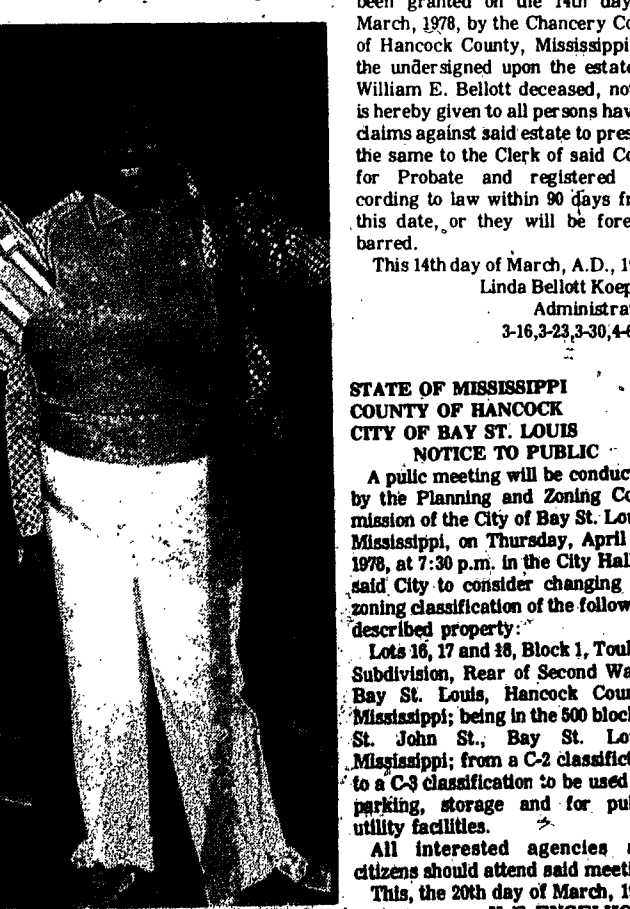 been granted on the 14th day
March, 1978, by the Chancery Co
of Hancock County, Mississippi
the undersigned upon the estate
William E. Bellott deceased, not
is hereby given to all persons hav
claims against said estate to pres
the same to the Clerk of said Co
for Probate and registered
cording to law within 90 days fr
this date, or they will be fore
barred.
This 14th day of March, A.D., 19
Linda Bellott Koep
Administra
3-16,3-23,3-30,4-6
STATE OF MISSISSIPPI
COUNTY OF HANCOCK
CITY OF BAY ST. LOUIS
NOTICE TO PUBLIC
A pulic meeting will be conduc
by the Planning and Zoning Co
mission of the City of Bay St. Lou
Mississippi, on Thursday, April
1978, at 7:30 p.m. in the City Hall
said City to consider changing
zoning classification of the follow
described property:
Lots 16, 17 and 18, Block 1, Toul
Subdivision, Rear of Second Wa
Bay St. Louis, Hancock Coun
Mississippi; being in the 500 block
St. John St., Bay St. Lou
Mississippi; from a C-2 classific
to a C-3 classification to be used
parking, storage and for pub
utility facilities.
All interested agencies a
citizens should attend said meeti
This, the 20th day of March, 19